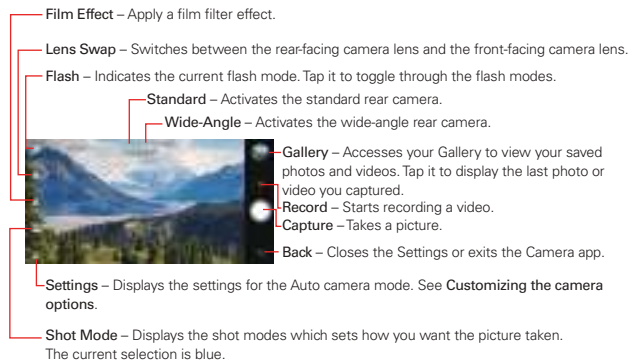 Film Effect – Apply a film filter effect.
Lens Swap – Switches between the rear-facing camera lens and the front-facing camera lens.
Flash – Indicates the current flash mode. Tap it to toggle through the flash modes.
Standard – Activates the standard rear camera.
Wide-Angle – Activates the wide-angle rear camera.
Gallery – Accesses your Gallery to view your saved
photos and videos. Tap it to display the last photo or
video you captured.
Record – Starts recording a video.
Capture – Takes a picture.
Back – Closes the Settings or exits the Camera app.
Settings – Displays the settings for the Auto camera mode. See Customizing the camera
options.
Shot Mode – Displays the shot modes which sets how you want the picture taken.
The current selection is blue.